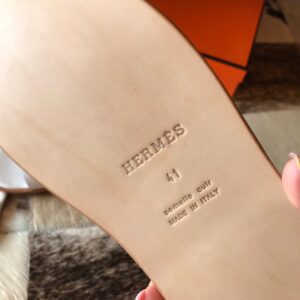 HERMÈS
41
semelle cuir
MADE IN ITALY